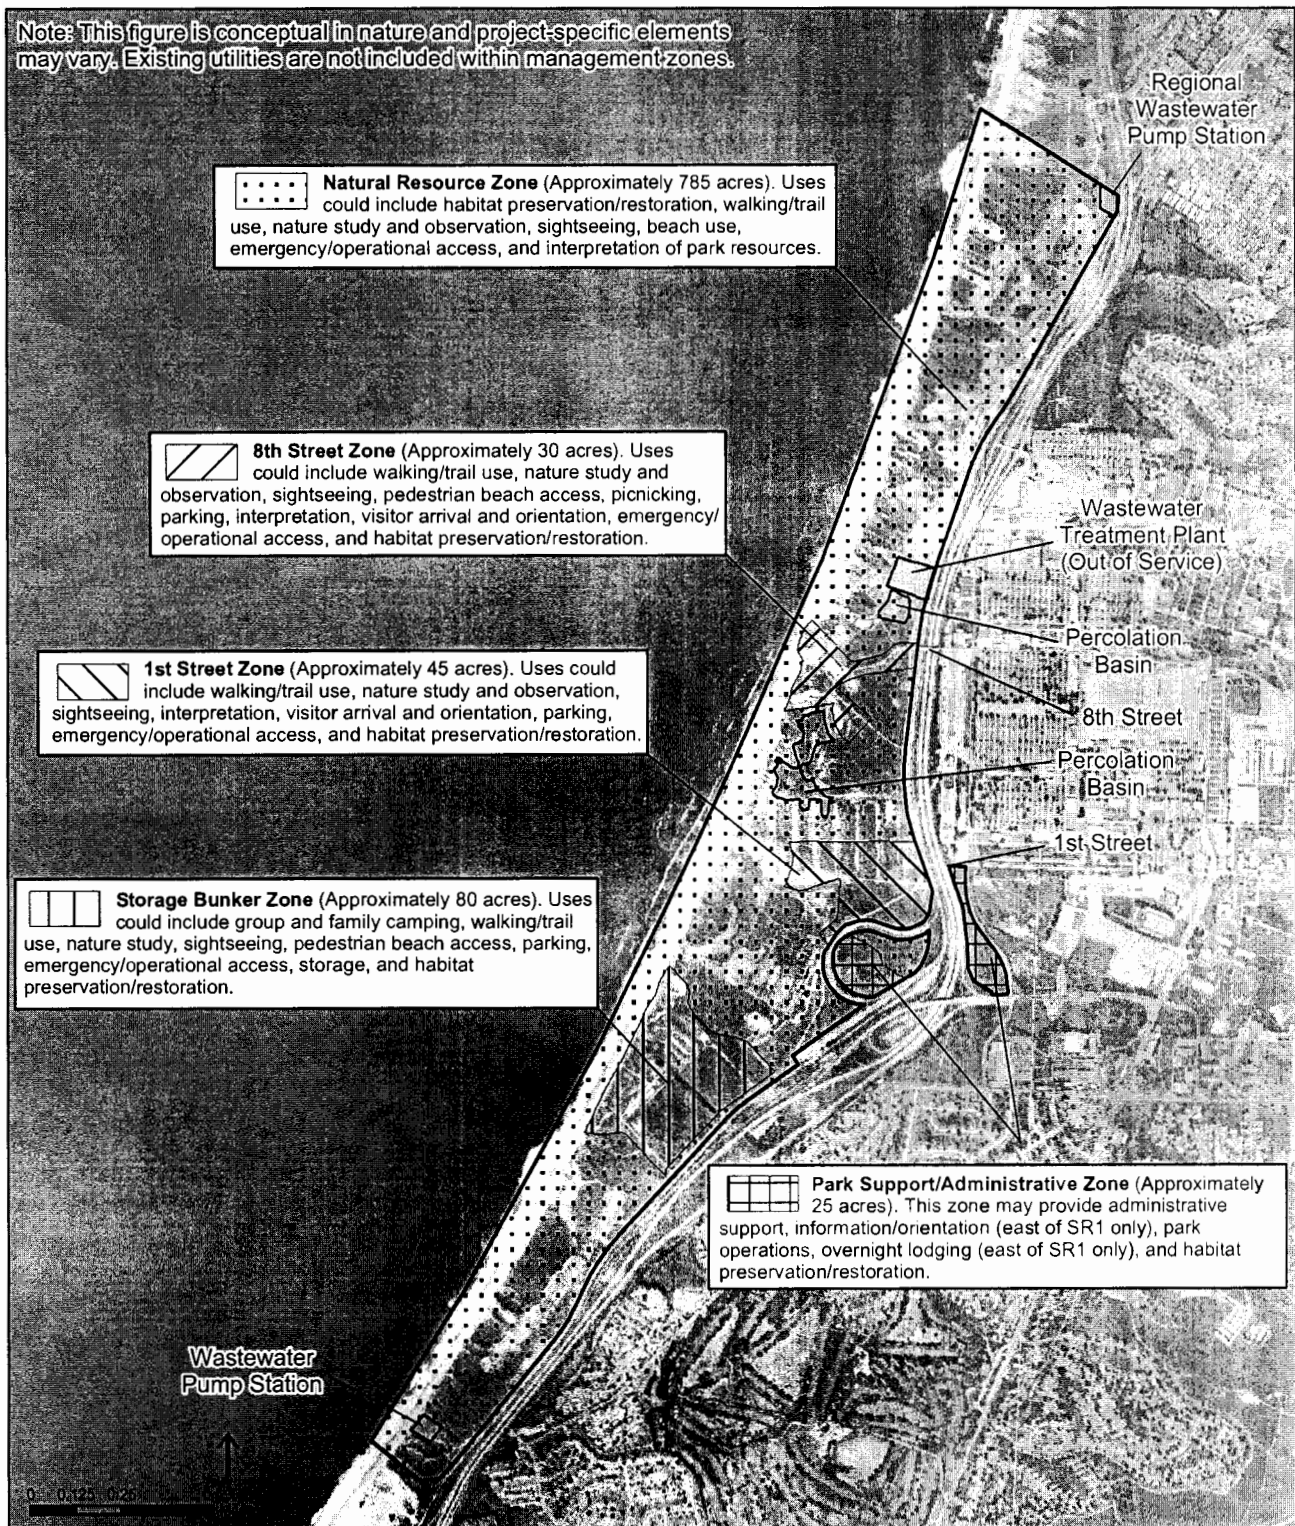 Note: This figure is conceptual in nature and project-specific elements
may vary. Existing utilities are not included within management zones.
Regional
Wastewater
Pump Station
Natural Resource Zone (Approximately 785 acres). Uses
could include habitat preservation/restoration, walking/trail
use, nature study and observation, sightseeing, beach use,
emergency/operational access, and interpretation of park resources.
8th Street Zone (Approximately 30 acres). Uses
could include walking/trail use, nature study and
observation, sightseeing, pedestrian beach access, picnicking,
parking, interpretation, visitor arrival and orientation, emergency/
operational access, and habitat preservation/restoration.
Wastewater
Treatment Plant
(Out of Service)
Percolation
Basin
1st Street Zone (Approximately 45 acres). Uses could
include walking/trail use, nature study and observation,
sightseeing, interpretation, visitor arrival and orientation, parking,
emergency/operational access, and habitat preservation/restoration.
8th Street
Percolation
Basin
1st Street
Storage Bunker Zone (Approximately 80 acres). Uses
could include group and family camping, walking/trail
use, nature study, sightseeing, pedestrian beach access, parking,
emergency/operational access, storage, and habitat
preservation/restoration.
Park Support/Administrative Zone (Approximately
25 acres). This zone may provide administrative
support, information/orientation (east of SR1 only), park
operations, overnight lodging (east of SR1 only), and habitat
preservation/restoration.
Wastewater
Pump Station
0 0.125 0.25